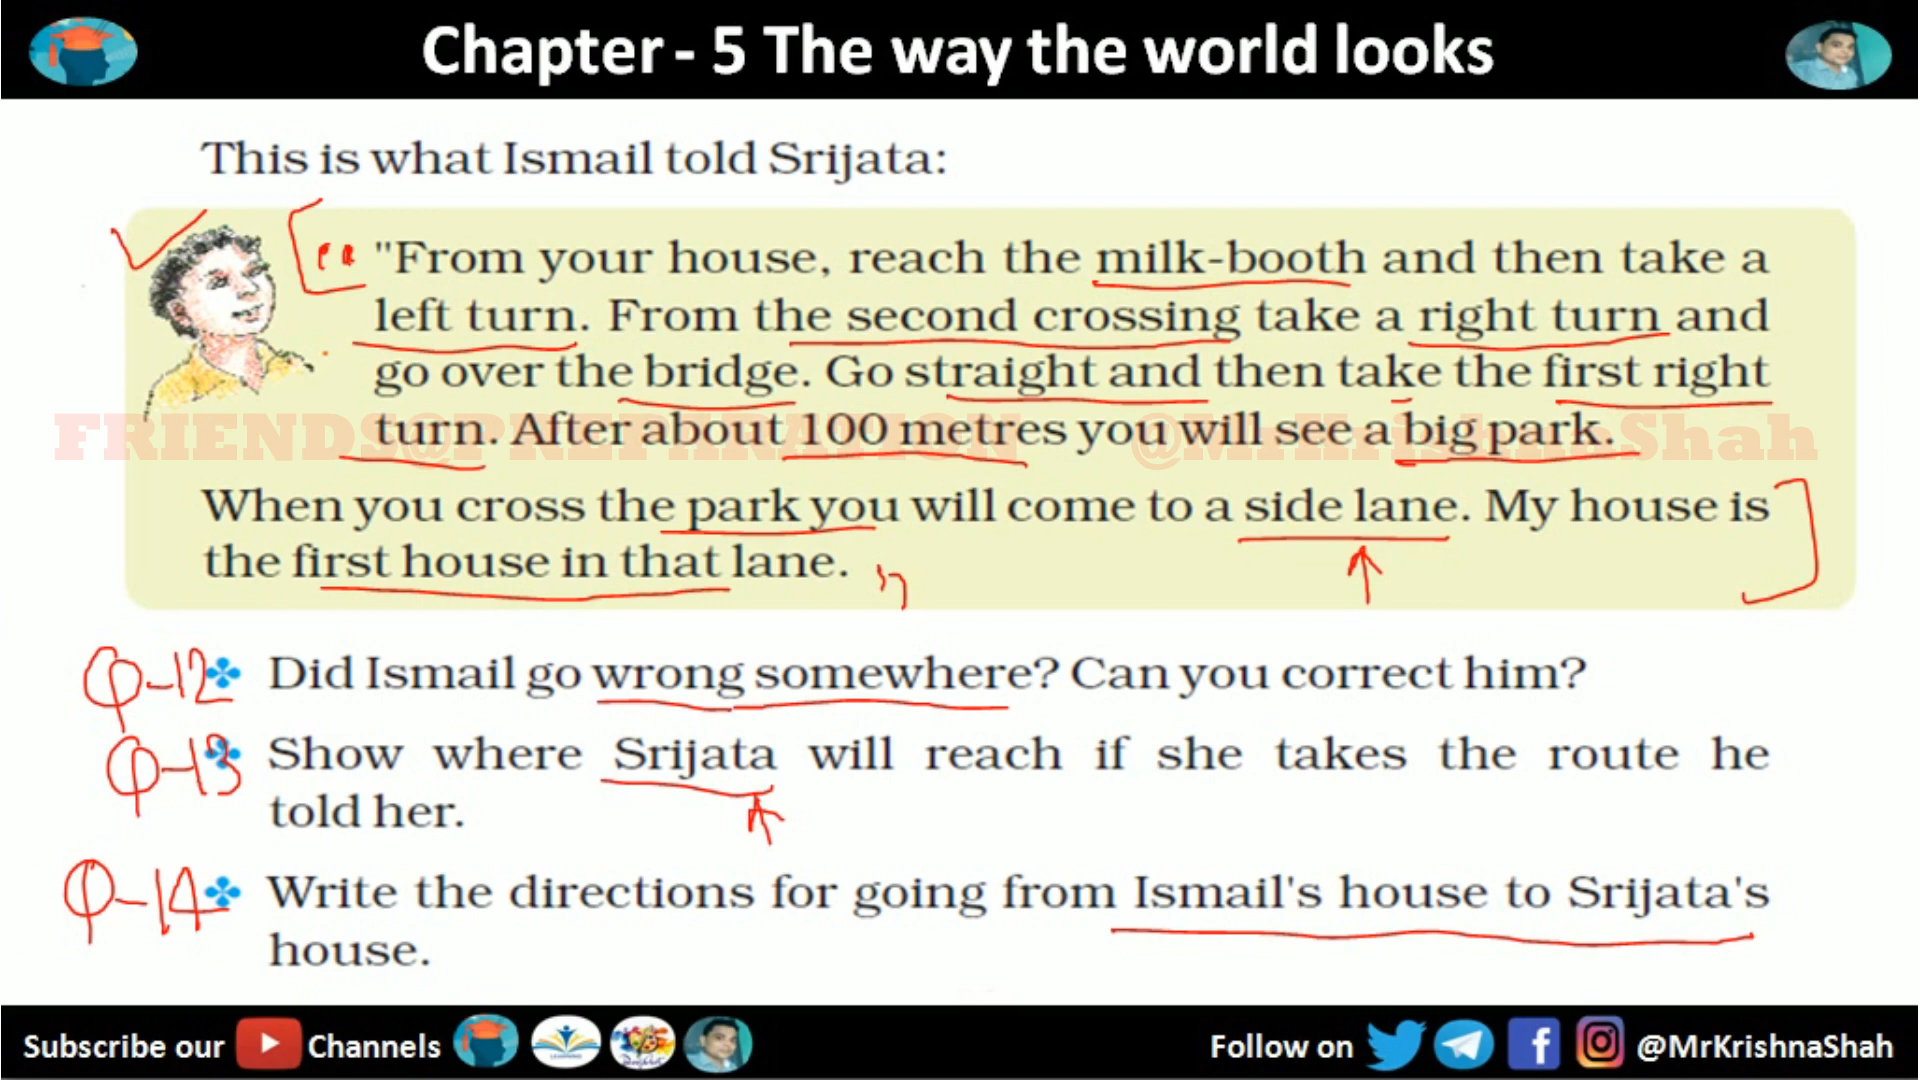 Chapter - 5 The way the world looks
This is what Ismail told Srijata:
"From your house, reach the milk-booth and then take a
left turn. From the second crossing take a right turn and
go over the bridge. Go straight and then take the first right
turn. After about 100 metres you will see a big park.
When you cross the park you will come to a side lane. My house is
the first house in that lane.
Q-12 Did Ismail go wrong somewhere? Can you correct him?
Q-13 Show where Srijata will reach if she takes the route he
told her.
Q-14 Write the directions for going from Ismail's house to Srijata's
house.
Subscribe our Channels
Follow on @MrKrishnaShah